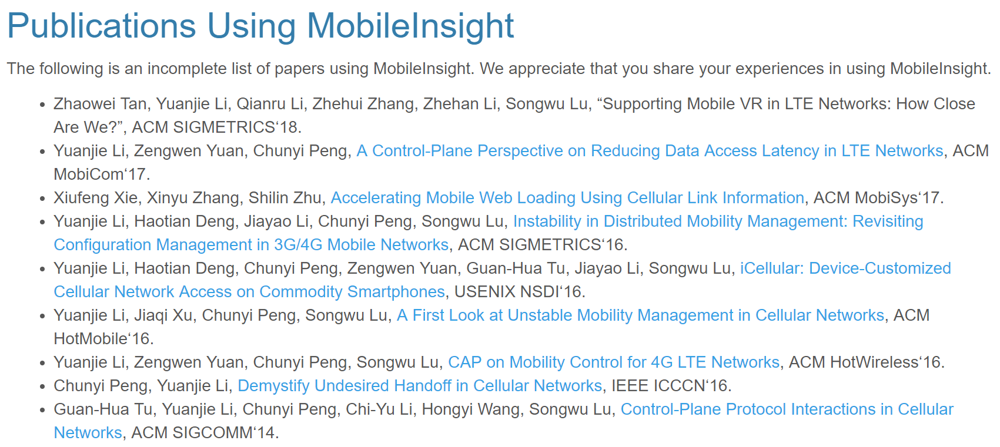 Publications Using MobileInsight
The following is an incomplete list of papers using MobileInsight. We appreciate that you share your experiences in using MobileInsight.
• Zhaowei Tan, Yuanjie Li, Qianru Li, Zhehui Zhang, Zhehan Li, Songwu Lu, “Supporting Mobile VR in LTE Networks: How Close
Are We?”, ACM SIGMETRICS‘18.
• Yuanjie Li, Zengwen Yuan, Chunyi Peng, A Control-Plane Perspective on Reducing Data Access Latency in LTE Networks, ACM
MobiCom‘17.
• Xiufeng Xie, Xinyu Zhang, Shilin Zhu, Accelerating Mobile Web Loading Using Cellular Link Information, ACM MobiSys‘17.
• Yuanjie Li, Haotian Deng, Jiayao Li, Chunyi Peng, Songwu Lu, Instability in Distributed Mobility Management: Revisiting
Configuration Management in 3G/4G Mobile Networks, ACM SIGMETRICS‘16.
• Yuanjie Li, Haotian Deng, Chunyi Peng, Zengwen Yuan, Guan-Hua Tu, Jiayao Li, Songwu Lu, iCellular: Device-Customized
Cellular Network Access on Commodity Smartphones, USENIX NSDI‘16.
• Yuanjie Li, Jiaqi Xu, Chunyi Peng, Songwu Lu, A First Look at Unstable Mobility Management in Cellular Networks, ACM
HotMobile‘16.
• Yuanjie Li, Zengwen Yuan, Chunyi Peng, Songwu Lu, CAP on Mobility Control for 4G LTE Networks, ACM HotWireless‘16.
• Chunyi Peng, Yuanjie Li, Demystify Undesired Handoff in Cellular Networks, IEEE ICCCN‘16.
• Guan-Hua Tu, Yuanjie Li, Chunyi Peng, Chi-Yu Li, Hongyi Wang, Songwu Lu, Control-Plane Protocol Interactions in Cellular
Networks, ACM SIGCOMM‘14.